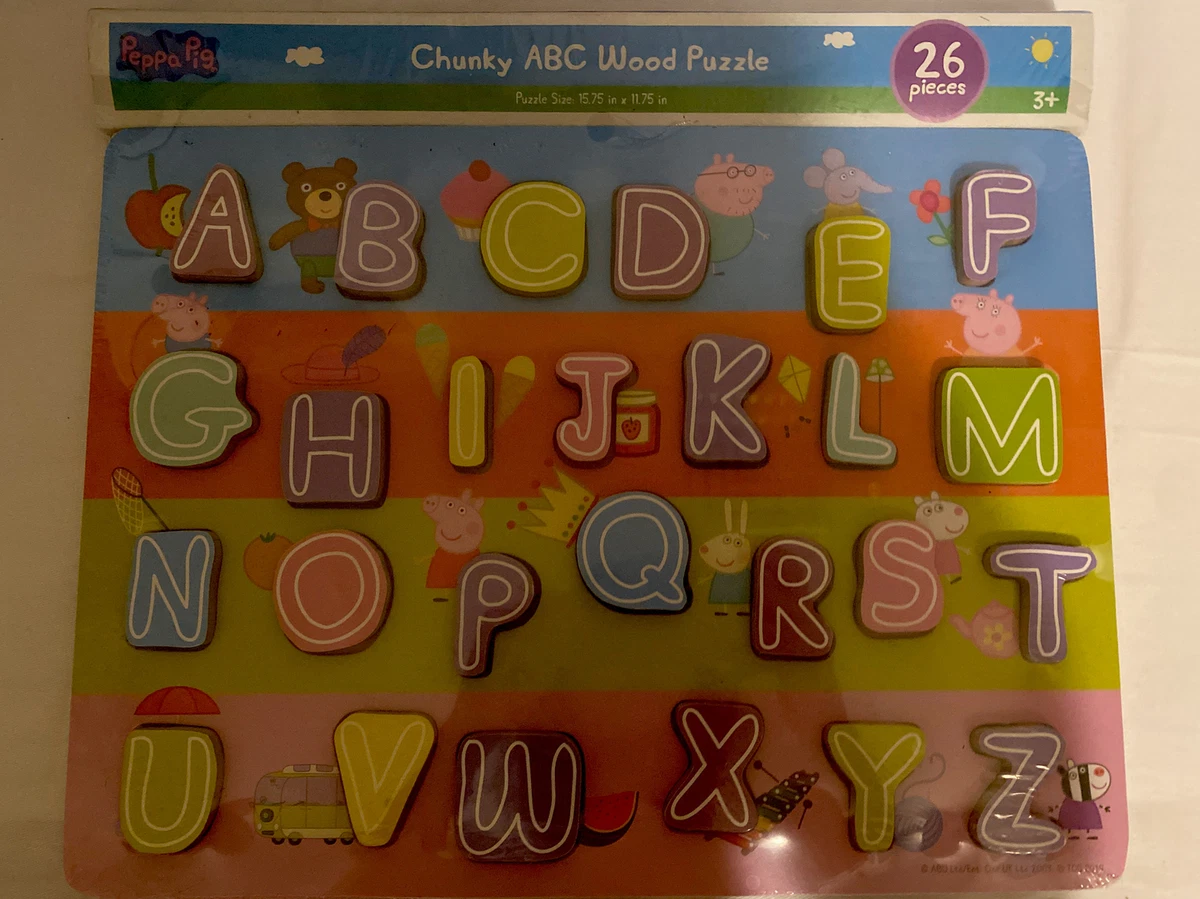 Peppa Pig
Chunky ABC Wood Puzzle
26
pieces
Puzzle Size: 15.75 in x 11.75 in
3+
A B C D E F
G H I J K L M
N O P Q R S T
U V W X Y Z